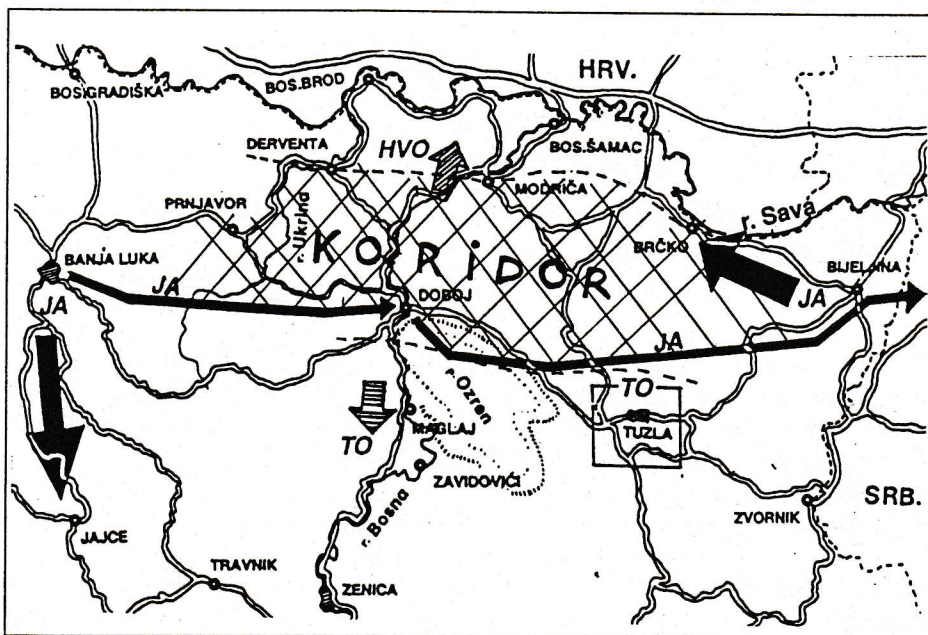 HRV.
BOS.GRADIŠKA
BOS.BROD
DERVENTA
HVO
BOS.ŠAMAC
MODRIČA
PRNJAVOR
r. Ukrina
r. Sava
KORiDOR
BRČKO
BANJA LUKA
JA
BIJELJINA
JA
JA
DOBOJ
JA
r. Ozren
TO
TUZLA
MAGLAJ
TO
ZAVIDOVIĆI
r. Bosna
ZVORNIK
SRB.
JAJCE
TRAVNIK
ZENICA